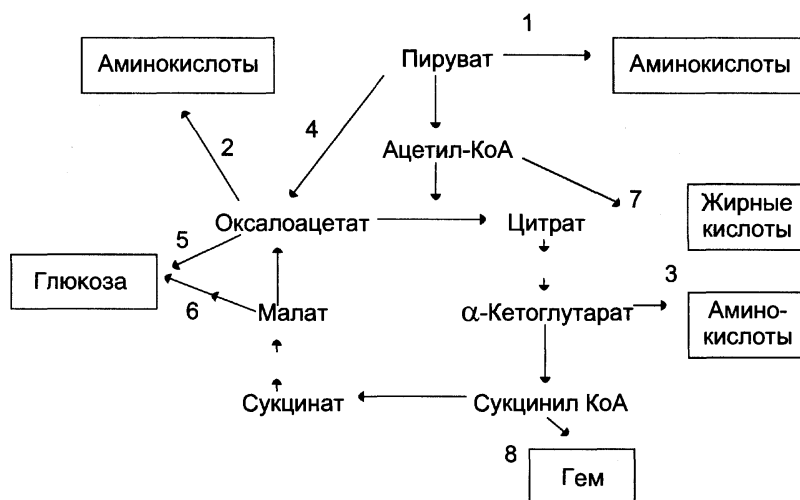 1
Аминокислоты
Пируват
Аминокислоты
4
2
Ацетил-КоА
7
Жирные
кислоты
Оксалоацетат
Цитрат
5
Глюкоза
3
6
Малат
α-Кетоглутарат
Амино-
кислоты
Сукцинат
Сукцинил КоА
8
Гем